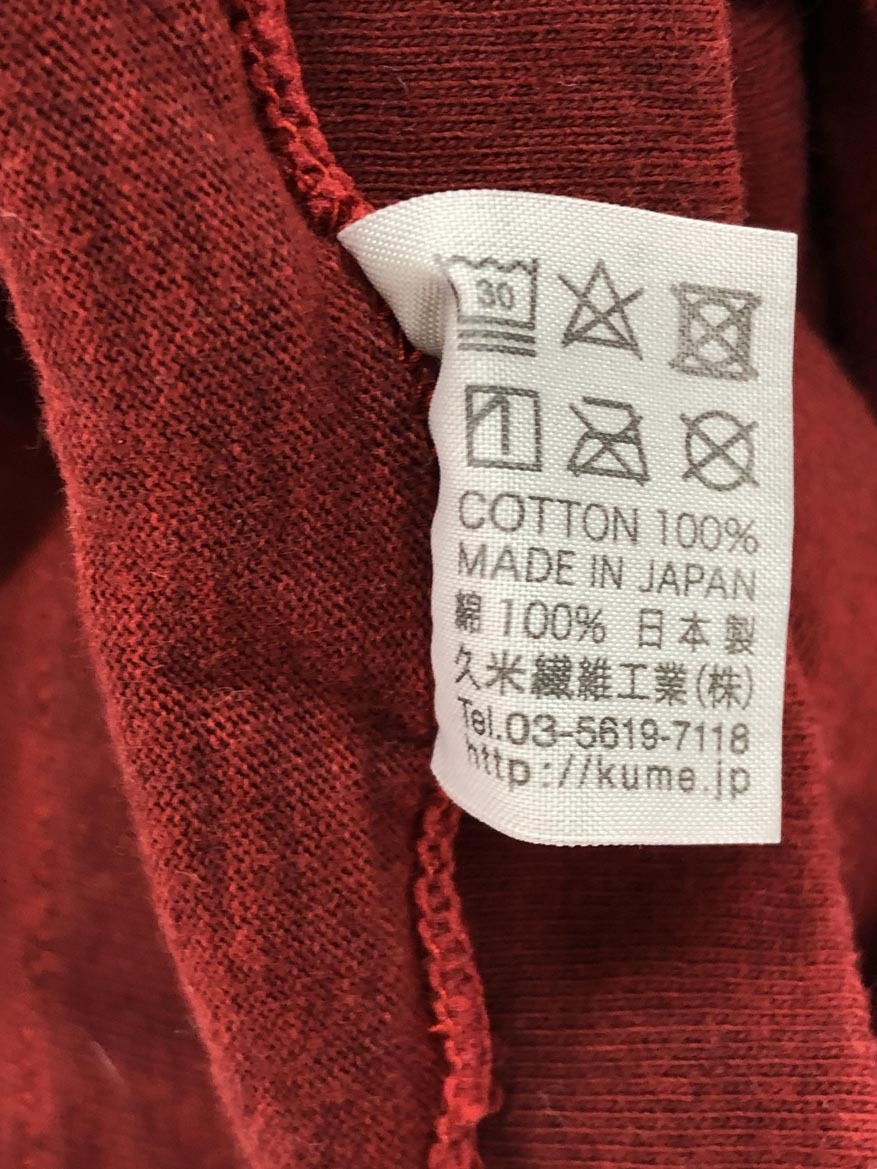 30
COTTON 100%
MADE IN JAPAN
綿 100% 日本製
久米繊維工業(株)
Tel.03-5619-7118
http://kume.jp